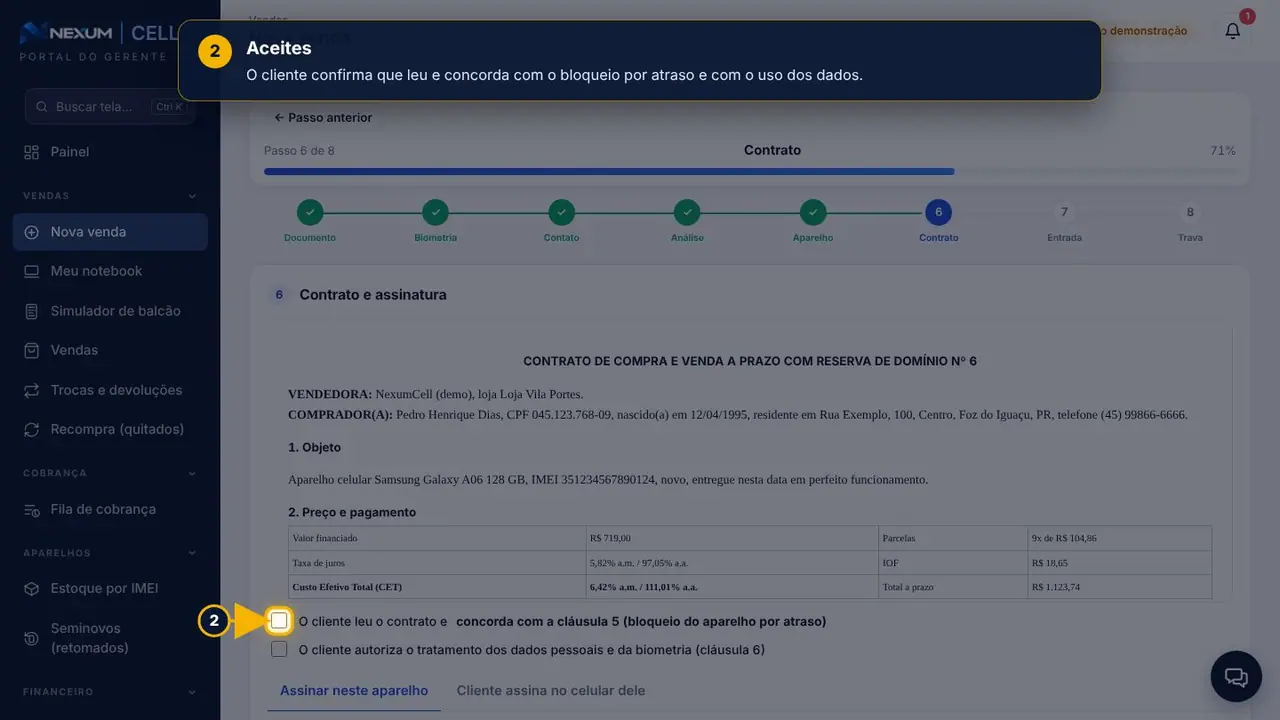 NEXUM | CELL
PORTAL DO GERENTE
Buscar tela... Ctrl K
Painel
VENDAS
Nova venda
Meu notebook
Simulador de balcão
Vendas
Trocas e devoluções
Recompra (quitados)
COBRANÇA
Fila de cobrança
APARELHOS
Estoque por IMEI
Seminovos
(retomados)
FINANCEIRO
2 Aceites
O cliente confirma que leu e concorda com o bloqueio por atraso e com o uso dos dados.
demonstração
1
← Passo anterior
Passo 6 de 8 Contrato 71%
6 7 8
Documento Biometria Contato Análise Aparelho Contrato Entrada Trava
6 Contrato e assinatura
CONTRATO DE COMPRA E VENDA A PRAZO COM RESERVA DE DOMÍNIO Nº 6
VENDEDORA: NexumCell (demo), loja Loja Vila Portes.
COMPRADOR(A): Pedro Henrique Dias, CPF 045.123.768-09, nascido(a) em 12/04/1995, residente em Rua Exemplo, 100, Centro, Foz do Iguaçu, PR, telefone (45) 99866-6666.
1. Objeto
Aparelho celular Samsung Galaxy A06 128 GB, IMEI 351234567890124, novo, entregue nesta data em perfeito funcionamento.
2. Preço e pagamento
Valor financiado R$ 719,00 Parcelas 9x de R$ 104,86
Taxa de juros 5,82% a.m. / 97,05% a.a. IOF R$ 18,65
Custo Efetivo Total (CET) 6,42% a.m. / 111,01% a.a. Total a prazo R$ 1.123,74
2 O cliente leu o contrato e concorda com a cláusula 5 (bloqueio do aparelho por atraso)
O cliente autoriza o tratamento dos dados pessoais e da biometria (cláusula 6)
Assinar neste aparelho Cliente assina no celular dele